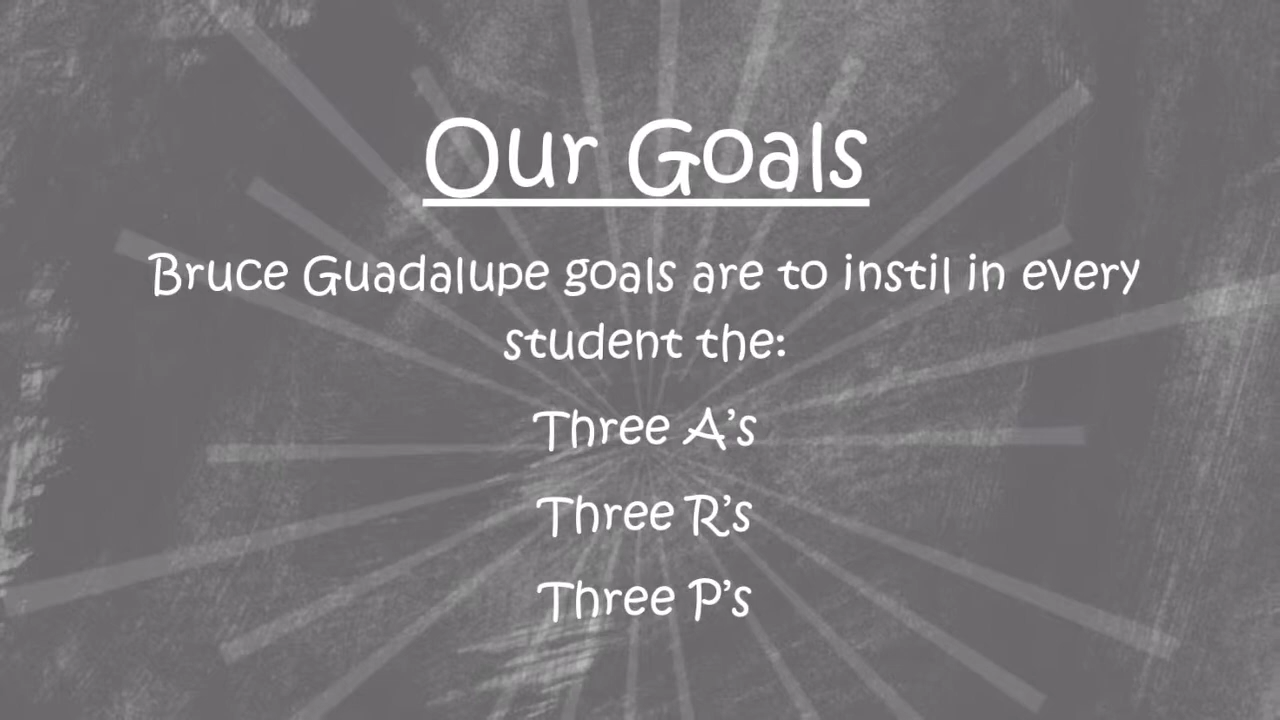 Our Goals
Bruce Guadalupe goals are to instil in every
student the:
Three A's
Three R's
Three P's